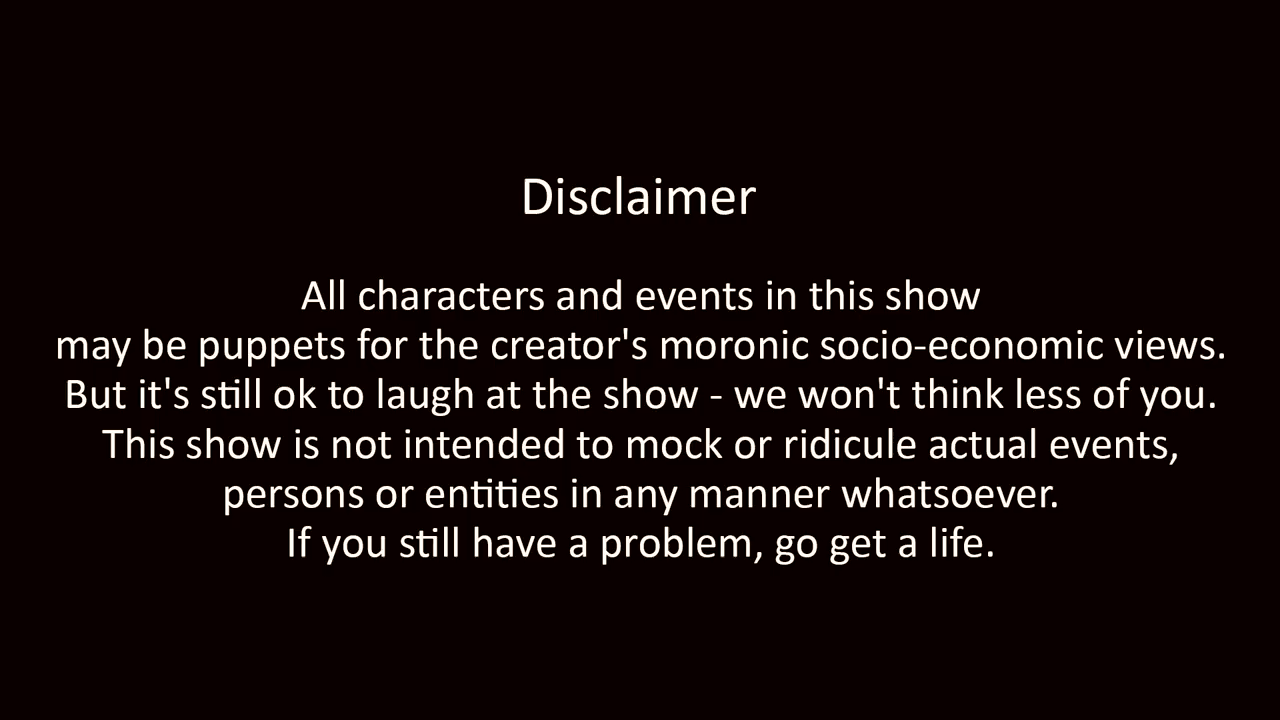 Disclaimer
All characters and events in this show
may be puppets for the creator's moronic socio-economic views.
But it's still ok to laugh at the show - we won't think less of you.
This show is not intended to mock or ridicule actual events,
persons or entities in any manner whatsoever.
If you still have a problem, go get a life.